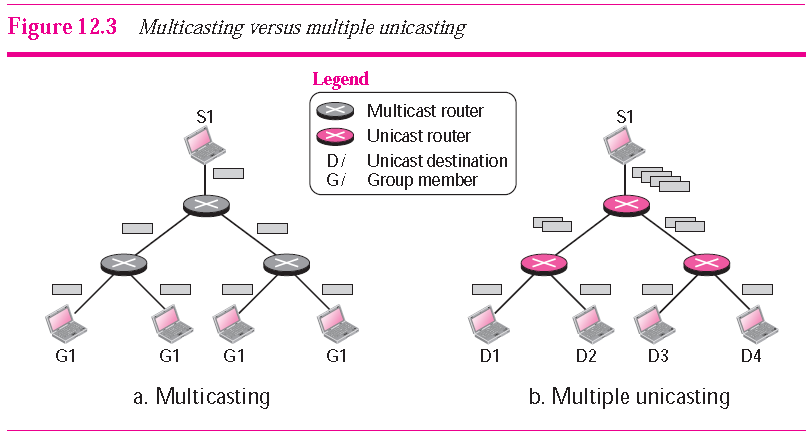 Figure 12.3 Multicasting versus multiple unicasting
Legend
Multicast router
Unicast router
D i Unicast destination
G i Group member
S1
S1
G1 G1 G1 G1
D1 D2 D3 D4
a. Multicasting
b. Multiple unicasting